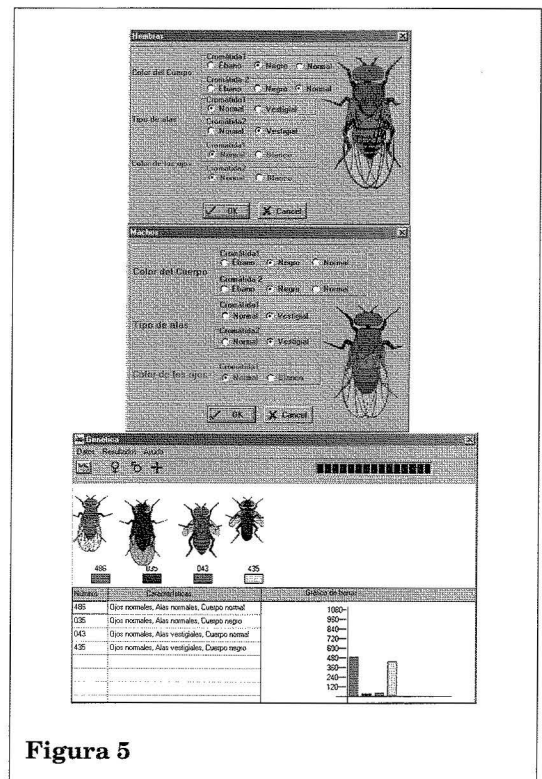 Hembras
Color del Cuerpo
Cromátida1
Ebano Negro Normal
Cromátida 2
Ebano Negro Normal
Tipo de alas
Cromátida1
Normal Vestigial
Cromátida2
Normal Vestigial
Color de los ojos
Cromátida1
Normal Blanco
Cromátida2
Normal Blanco
OK Cancel
Machos
Color del Cuerpo
Cromátida1
Ebano Negro Normal
Cromátida 2
Ebano Negro Normal
Tipo de alas
Cromátida1
Normal Vestigial
Cromátida2
Normal Vestigial
Color de los ojos
Cromátida1
Normal Blanco
OK Cancel
Genética
Datos Resultados Ayuda
486 035 043 435
Número Características Gráfico de barras
486 Ojos normales, Alas normales, Cuerpo normal
035 Ojos normales, Alas normales, Cuerpo negro
043 Ojos normales, Alas vestigiales, Cuerpo normal
435 Ojos normales, Alas vestigiales, Cuerpo negro
1080
960
840
720
600
480
360
240
120
Figura 5